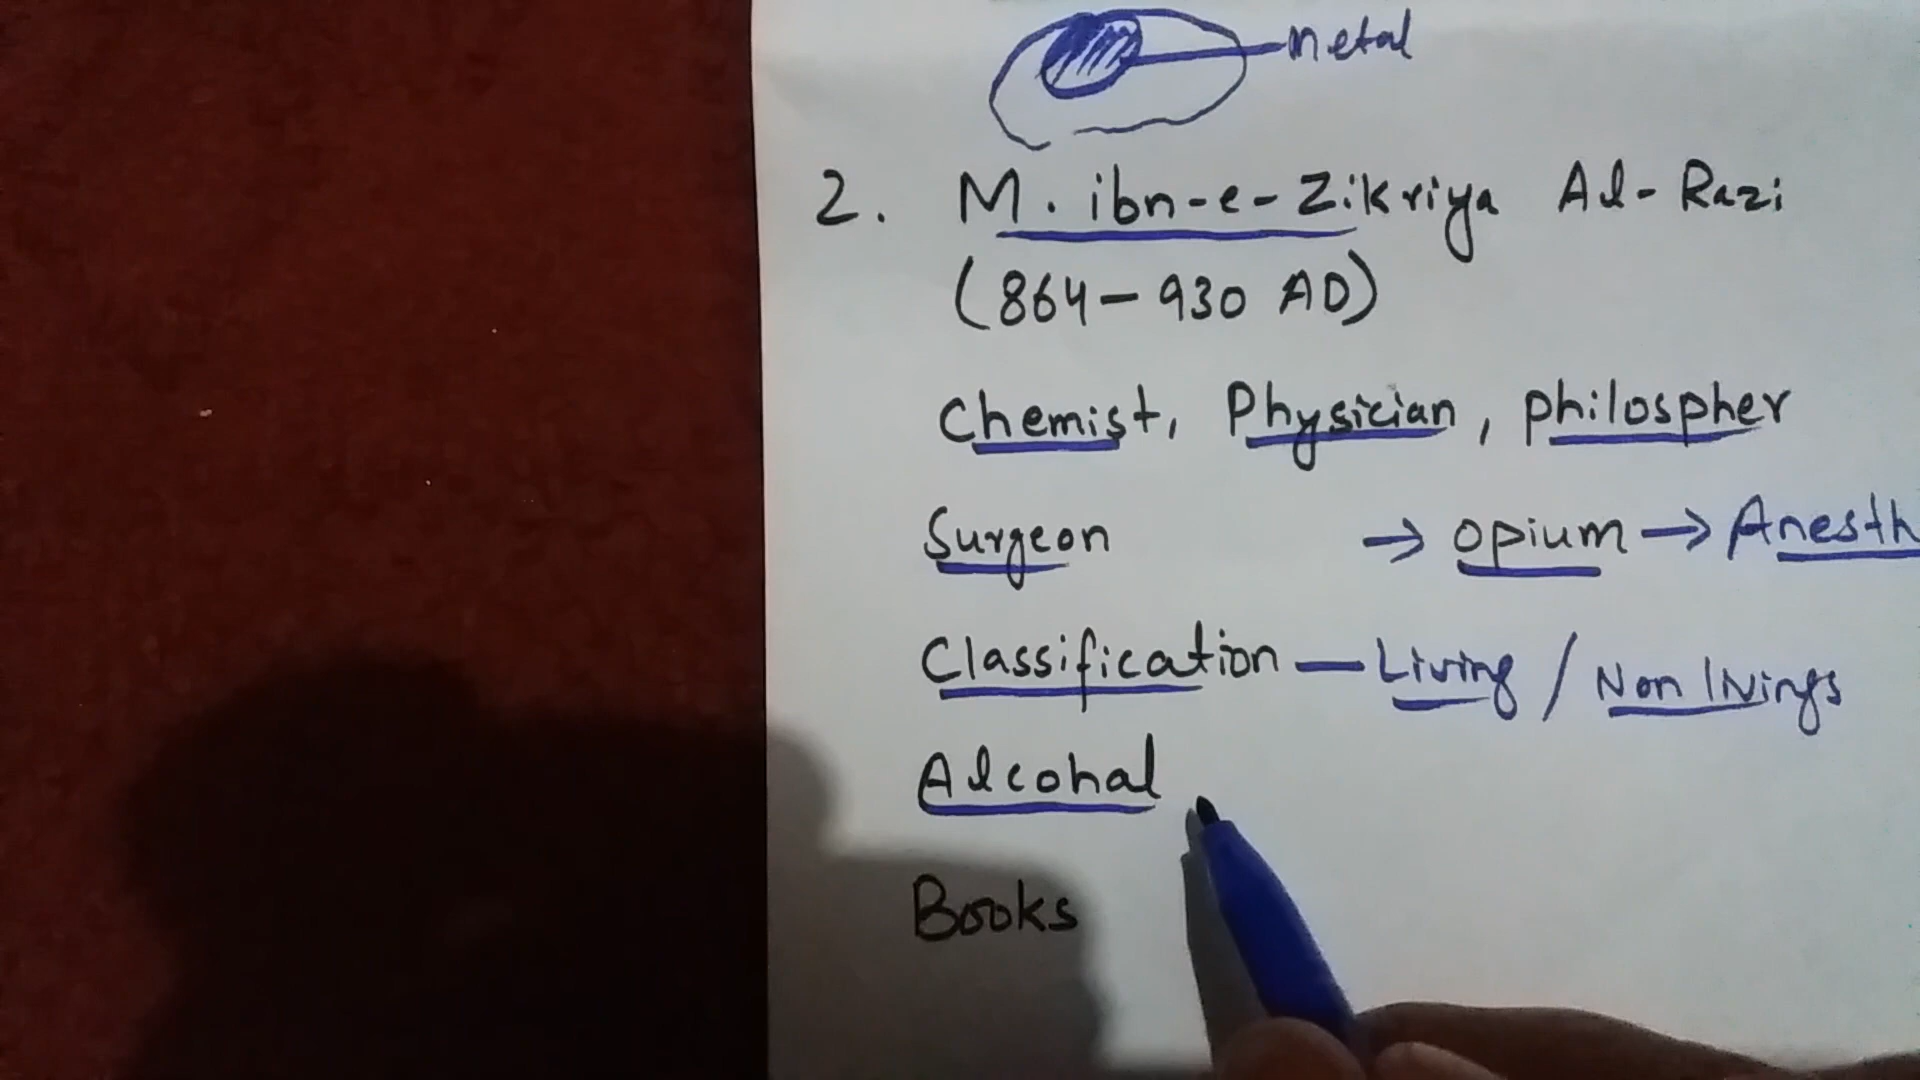 Metal
2. M. ibn-e-Zikriya Al-Razi
(864-930 AD)
Chemist, Physician, Philospher
Surgeon → opium → Anesth
Classification — Living / Non livings
Alcohal
Books